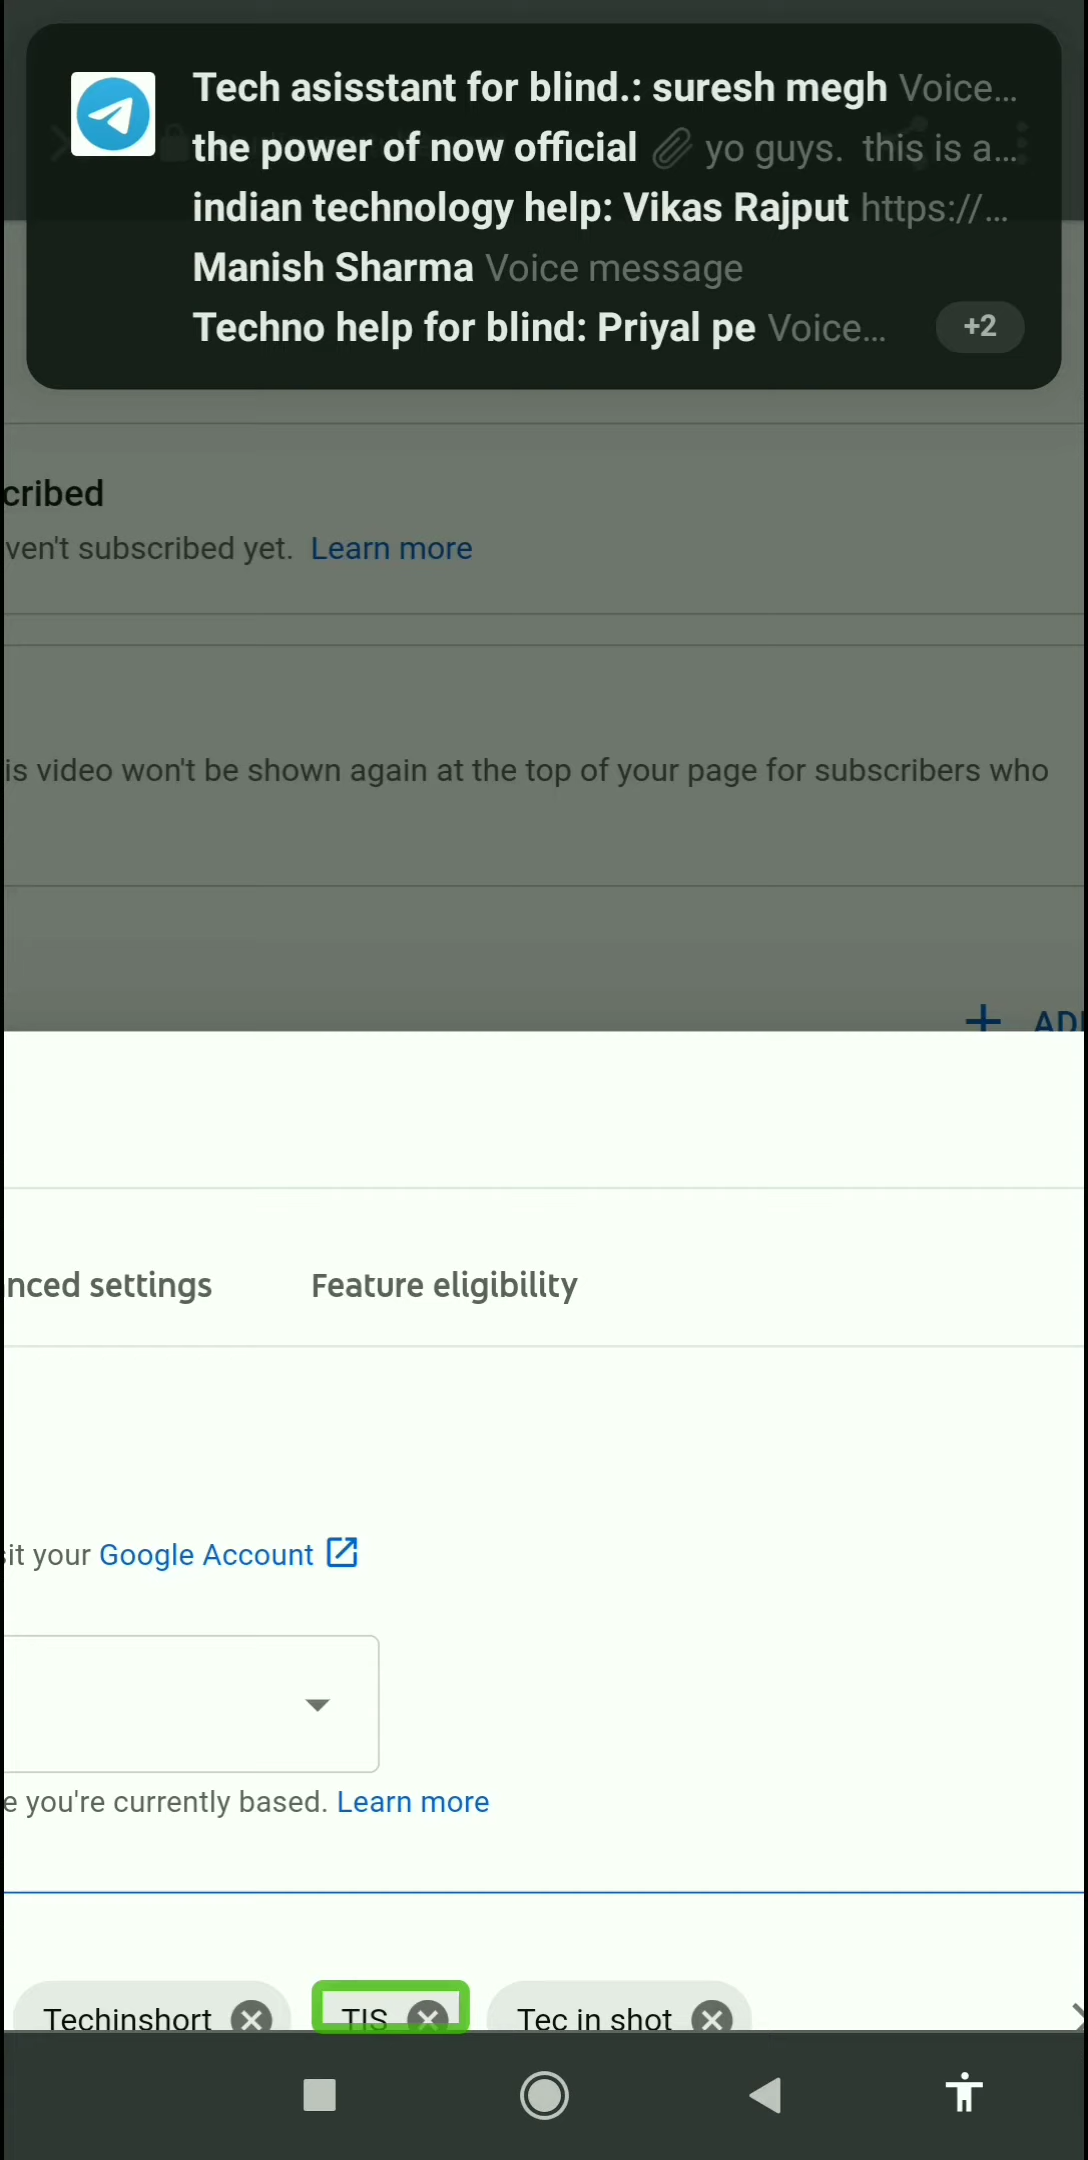 Tech asisstant for blind.: suresh megh Voice…
the power of now official yo guys. this is a…
indian technology help: Vikas Rajput https://…
Manish Sharma Voice message
Techno help for blind: Priyal pe Voice…
+2
cribed
ven't subscribed yet. Learn more
is video won't be shown again at the top of your page for subscribers who
+ AD
nced settings
Feature eligibility
sit your Google Account
e you're currently based. Learn more
Techinshort
TIS
Tec in shot